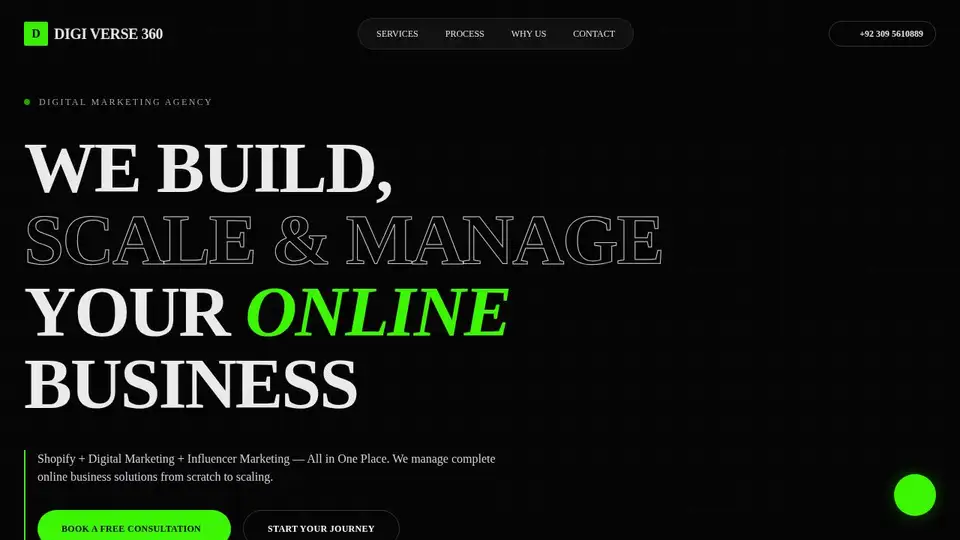 D DIGI VERSE 360
SERVICES PROCESS WHY US CONTACT
+92 309 5610889
DIGITAL MARKETING AGENCY
WE BUILD,
SCALE & MANAGE
YOUR ONLINE
BUSINESS
Shopify + Digital Marketing + Influencer Marketing — All in One Place. We manage complete
online business solutions from scratch to scaling.
BOOK A FREE CONSULTATION
START YOUR JOURNEY